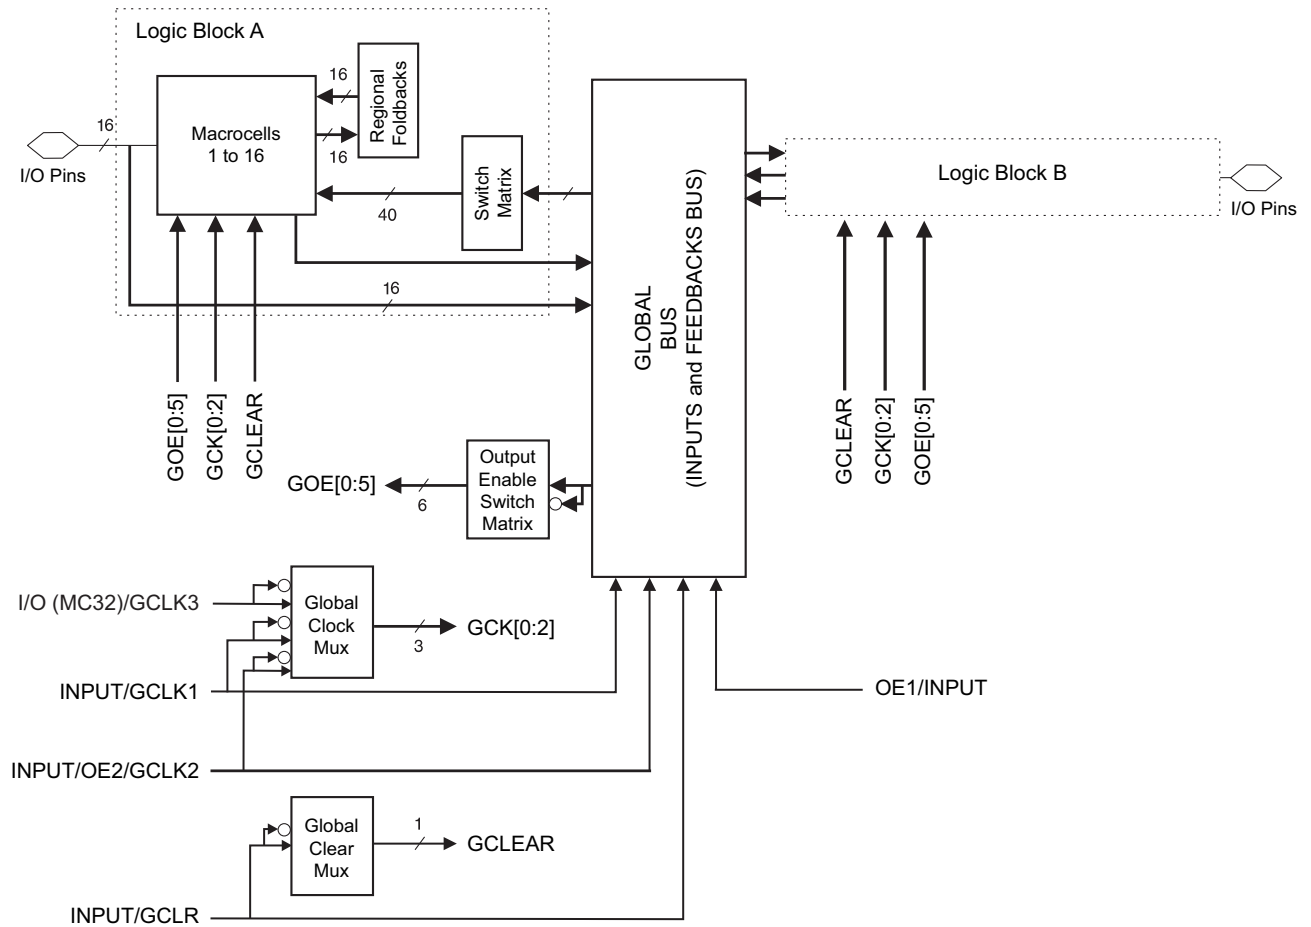 Logic Block A
16
Regional
Foldbacks
16
Macrocells
1 to 16
16
I/O Pins
40
Switch
Matrix
16
GOE[0:5]
GCK[0:2]
GCLEAR
GLOBAL
BUS
(INPUTS and FEEDBACKS BUS)
Logic Block B
I/O Pins
GCLEAR
GCK[0:2]
GOE[0:5]
Output
Enable
Switch
Matrix
GOE[0:5]
6
I/O (MC32)/GCLK3
Global
Clock
Mux
3
GCK[0:2]
INPUT/GCLK1
OE1/INPUT
INPUT/OE2/GCLK2
Global
Clear
Mux
1
GCLEAR
INPUT/GCLR